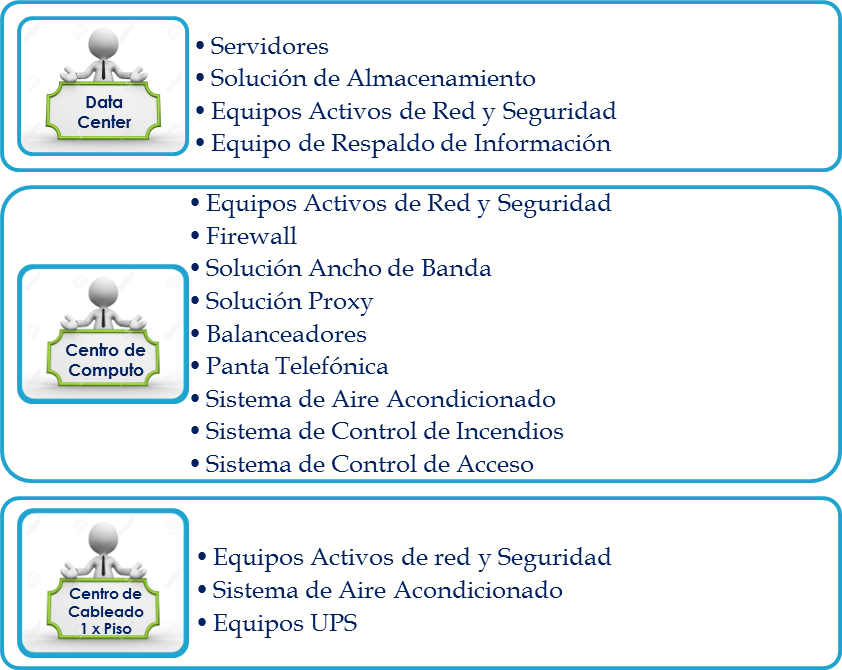 Data
Center
• Servidores
• Solución de Almacenamiento
• Equipos Activos de Red y Seguridad
• Equipo de Respaldo de Información
Centro de
Computo
• Equipos Activos de Red y Seguridad
• Firewall
• Solución Ancho de Banda
• Solución Proxy
• Balanceadores
• Panta Telefónica
• Sistema de Aire Acondicionado
• Sistema de Control de Incendios
• Sistema de Control de Acceso
Centro de
Cableado
1 x Piso
• Equipos Activos de red y Seguridad
• Sistema de Aire Acondicionado
• Equipos UPS